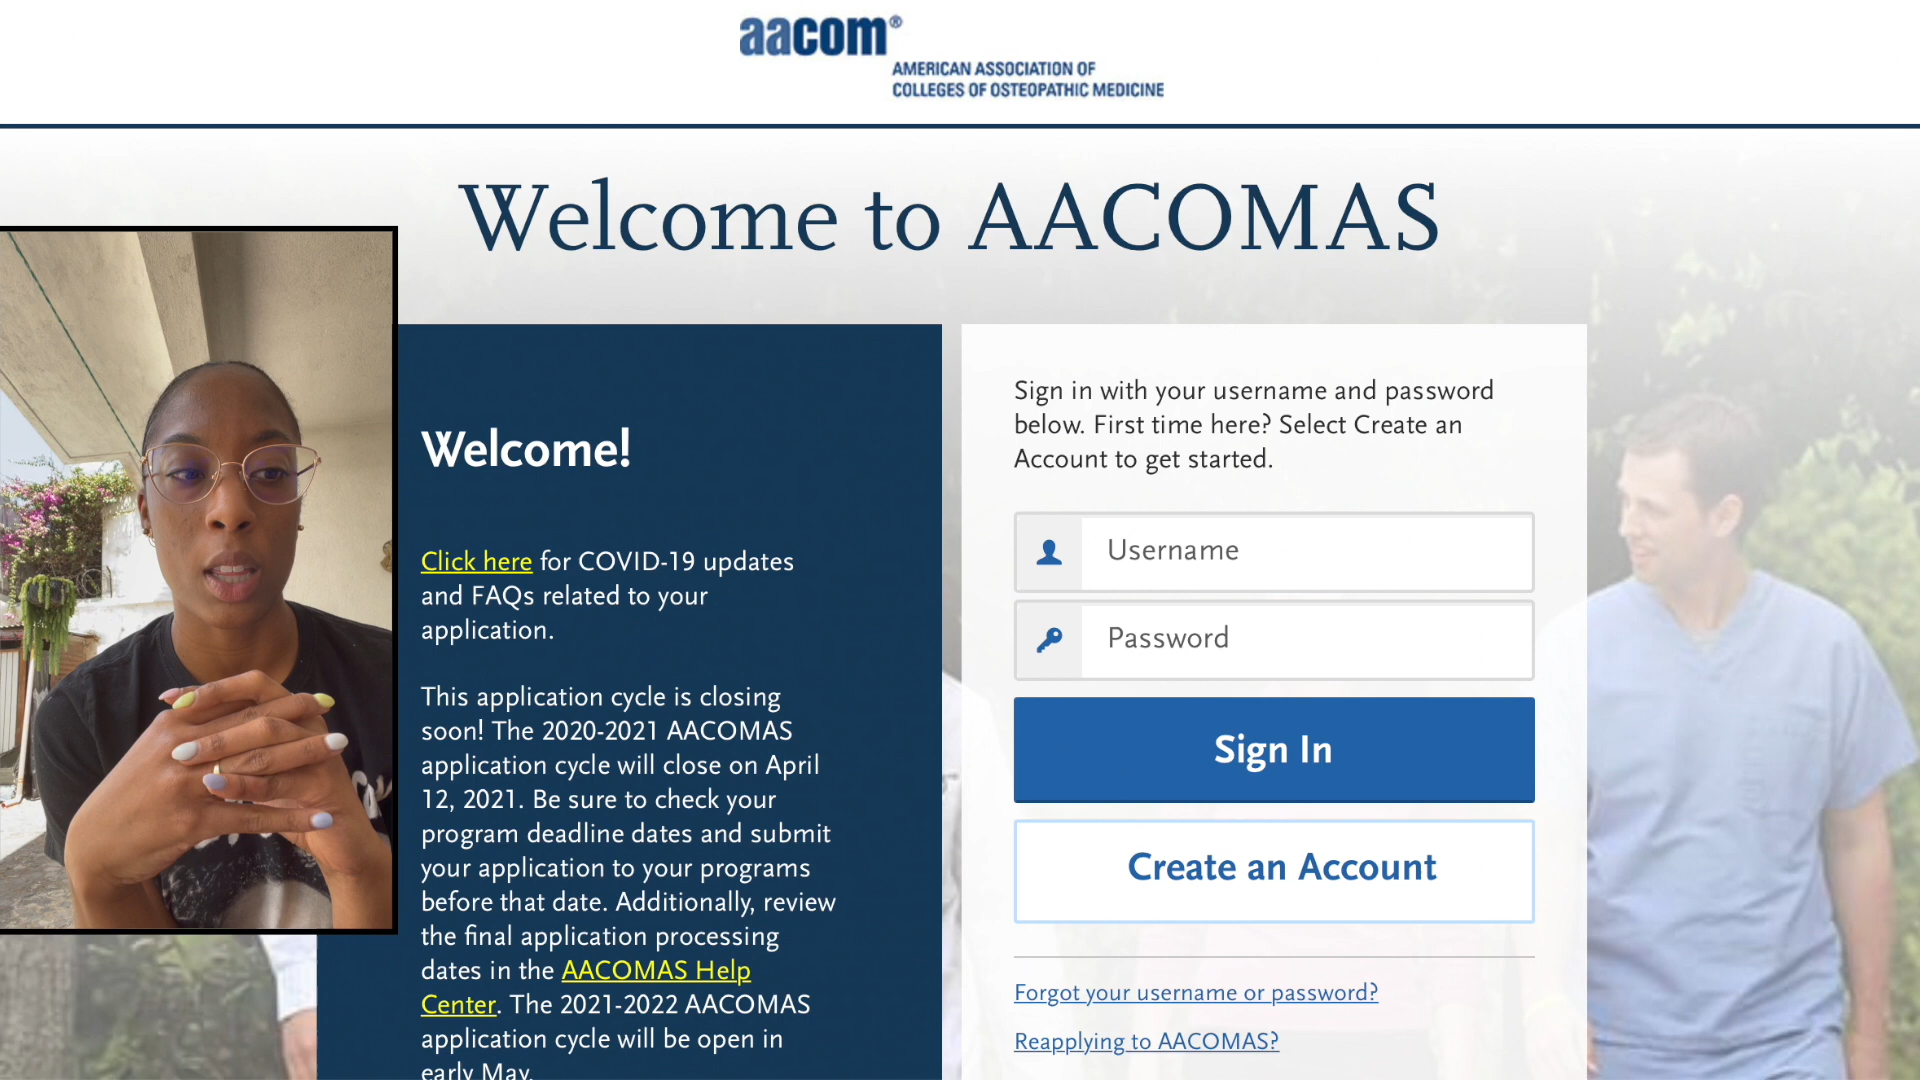 aacom®
AMERICAN ASSOCIATION OF
COLLEGES OF OSTEOPATHIC MEDICINE
Welcome to AACOMAS
Welcome!
Click here for COVID-19 updates
and FAQs related to your
application.
This application cycle is closing
soon! The 2020-2021 AACOMAS
application cycle will close on April
12, 2021. Be sure to check your
program deadline dates and submit
your application to your programs
before that date. Additionally, review
the final application processing
dates in the AACOMAS Help
Center. The 2021-2022 AACOMAS
application cycle will be open in
early May.
Sign in with your username and password
below. First time here? Select Create an
Account to get started.
Username
Password
Sign In
Create an Account
Forgot your username or password?
Reapplying to AACOMAS?